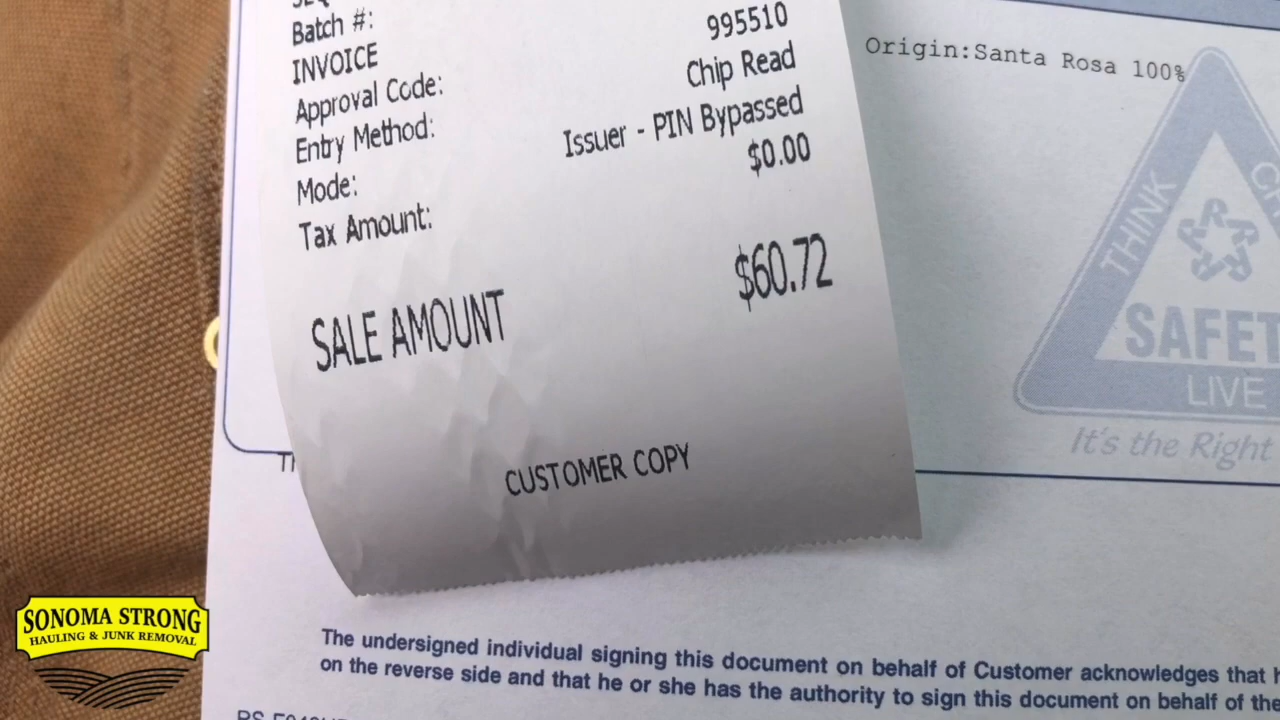 Batch #:
INVOICE
Approval Code: 995510
Entry Method: Chip Read
Mode: Issuer - PIN Bypassed
Tax Amount: $0.00
SALE AMOUNT $60.72
CUSTOMER COPY
Origin:Santa Rosa 100%
THINK
SAFET
LIVE
It's the Right
The undersigned individual signing this document on behalf of Customer acknowledges that h
on the reverse side and that he or she has the authority to sign this document on behalf of the
SONOMA STRONG
HAULING & JUNK REMOVAL